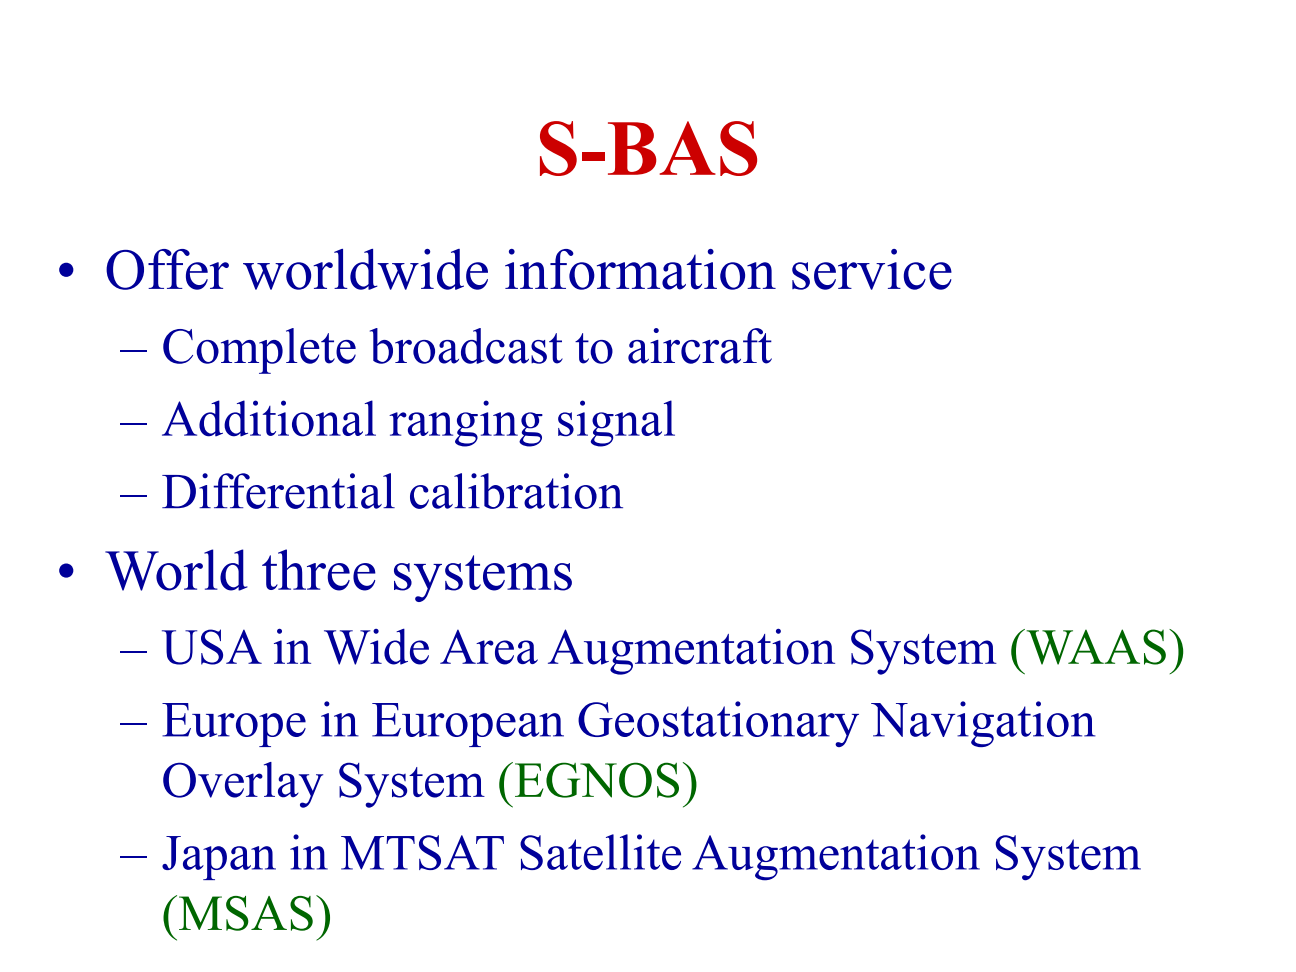 S-BAS
• Offer worldwide information service
– Complete broadcast to aircraft
– Additional ranging signal
– Differential calibration
• World three systems
– USA in Wide Area Augmentation System (WAAS)
– Europe in European Geostationary Navigation
Overlay System (EGNOS)
– Japan in MTSAT Satellite Augmentation System
(MSAS)